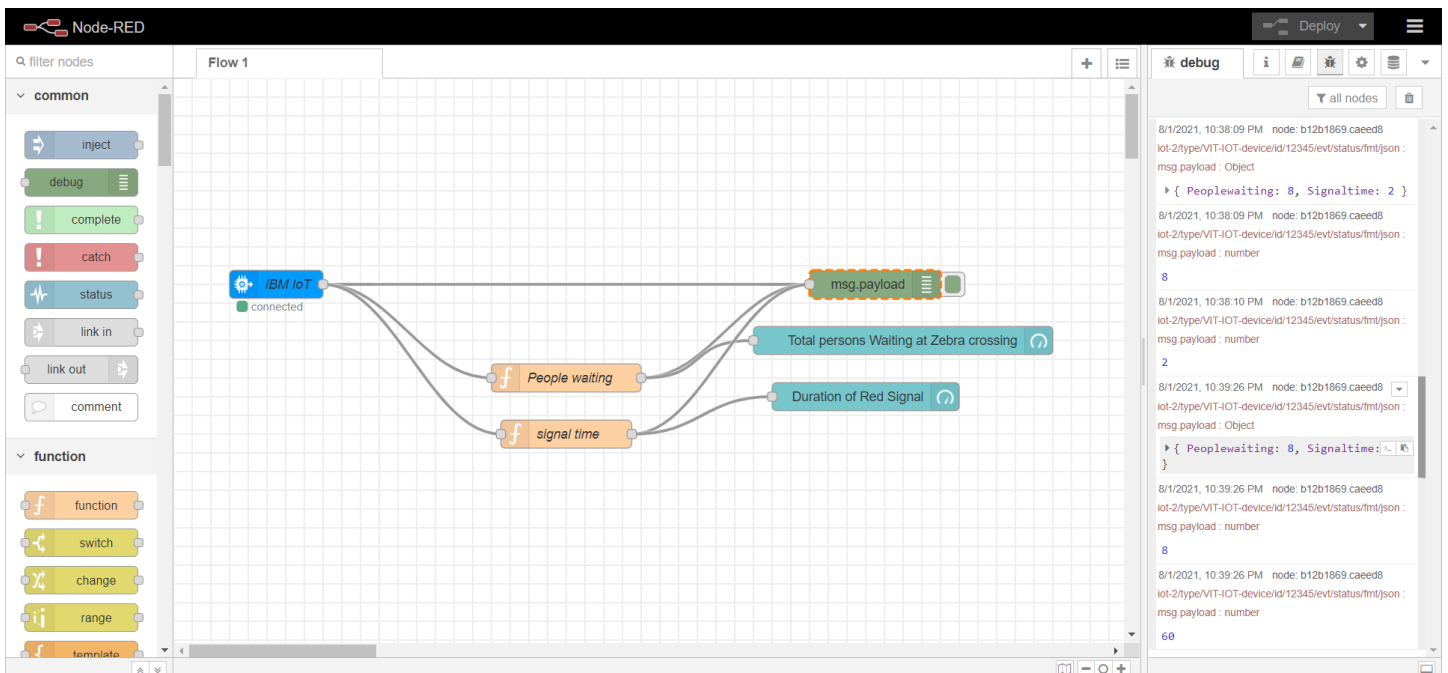 Node-RED
Deploy
filter nodes
common
inject
debug
complete
catch
status
link in
link out
comment
function
function
switch
change
range
template
Flow 1
IBM IoT
connected
People waiting
signal time
msg.payload
Total persons Waiting at Zebra crossing
Duration of Red Signal
debug
i
all nodes
8/1/2021, 10:38:09 PM node: b12b1869.caeed8
iot-2/type/VIT-IOT-device/id/12345/evt/status/fmt/json :
msg.payload : Object
{ Peoplewaiting: 8, Signaltime: 2 }
8/1/2021, 10:38:09 PM node: b12b1869.caeed8
iot-2/type/VIT-IOT-device/id/12345/evt/status/fmt/json :
msg.payload : number
8
8/1/2021, 10:38:10 PM node: b12b1869.caeed8
iot-2/type/VIT-IOT-device/id/12345/evt/status/fmt/json :
msg.payload : number
2
8/1/2021, 10:39:26 PM node: b12b1869.caeed8
iot-2/type/VIT-IOT-device/id/12345/evt/status/fmt/json :
msg.payload : Object
{ Peoplewaiting: 8, Signaltime:
}
8/1/2021, 10:39:26 PM node: b12b1869.caeed8
iot-2/type/VIT-IOT-device/id/12345/evt/status/fmt/json :
msg.payload : number
8
8/1/2021, 10:39:26 PM node: b12b1869.caeed8
iot-2/type/VIT-IOT-device/id/12345/evt/status/fmt/json :
msg.payload : number
60